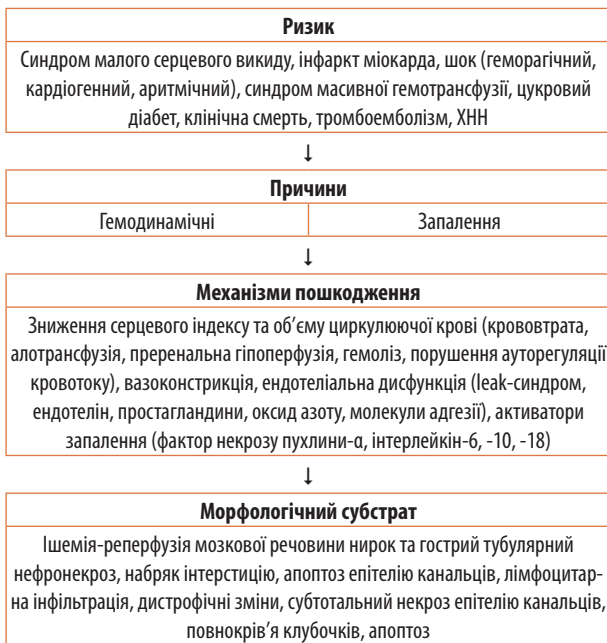 Ризик
Синдром малого серцевого викиду, інфаркт міокарда, шок (геморагічний,
кардіогенний, аритмічний), синдром масивної гемотрансфузії, цукровий
діабет, клінічна смерть, тромбоемболізм, ХНН
↓
Причини
Гемодинамічні Запалення
↓
Механізми пошкодження
Зниження серцевого індексу та об’єму циркулюючої крові (крововтрата,
алотрансфузія, преренальна гіпоперфузія, гемоліз, порушення ауторегуляції
кровотоку), вазоконстрикція, ендотеліальна дисфункція (leak-синдром,
ендотелін, простагландини, оксид азоту, молекули адгезії), активатори
запалення (фактор некрозу пухлини-α, інтерлейкін-6, -10, -18)
↓
Морфологічний субстрат
Ішемія-реперфузія мозкової речовини нирок та гострий тубулярний
нефронекроз, набряк інтерстицію, апоптоз епітелію канальців, лімфоцитар-
на інфільтрація, дистрофічні зміни, субтотальний некроз епітелію канальців,
повнокрів’я клубочків, апоптоз